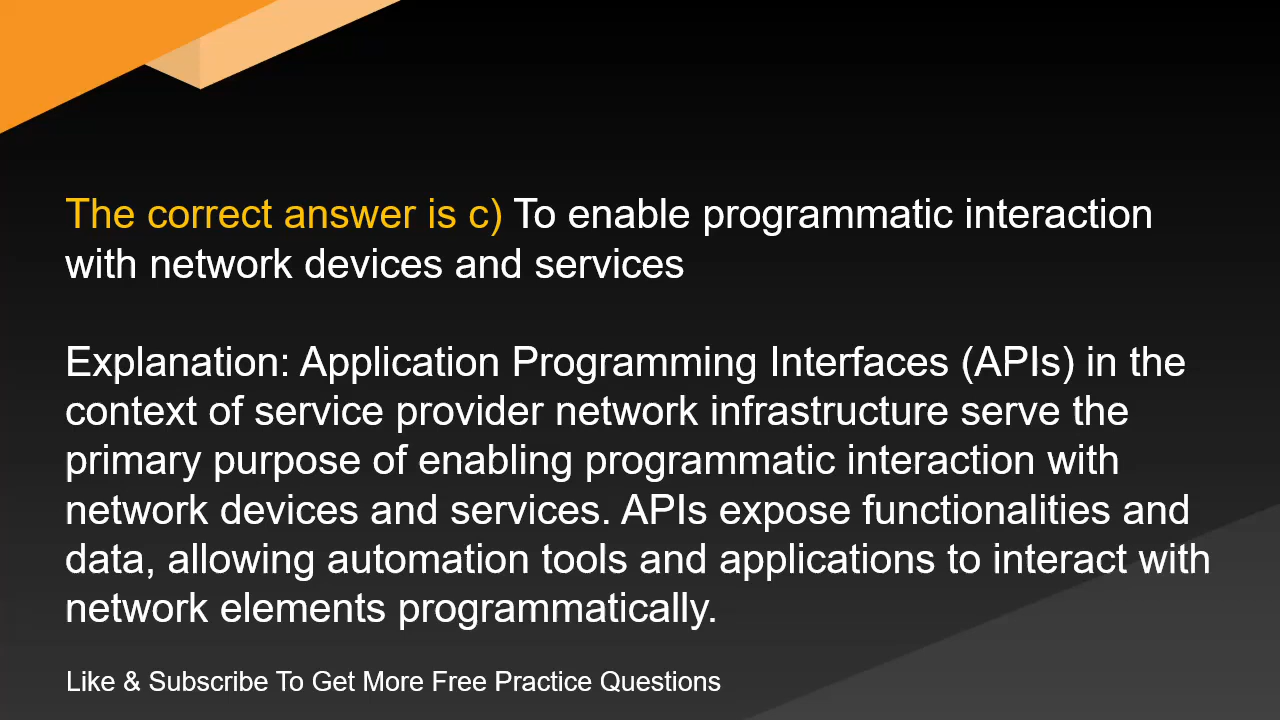 The correct answer is c) To enable programmatic interaction
with network devices and services
Explanation: Application Programming Interfaces (APIs) in the
context of service provider network infrastructure serve the
primary purpose of enabling programmatic interaction with
network devices and services. APIs expose functionalities and
data, allowing automation tools and applications to interact with
network elements programmatically.
Like & Subscribe To Get More Free Practice Questions